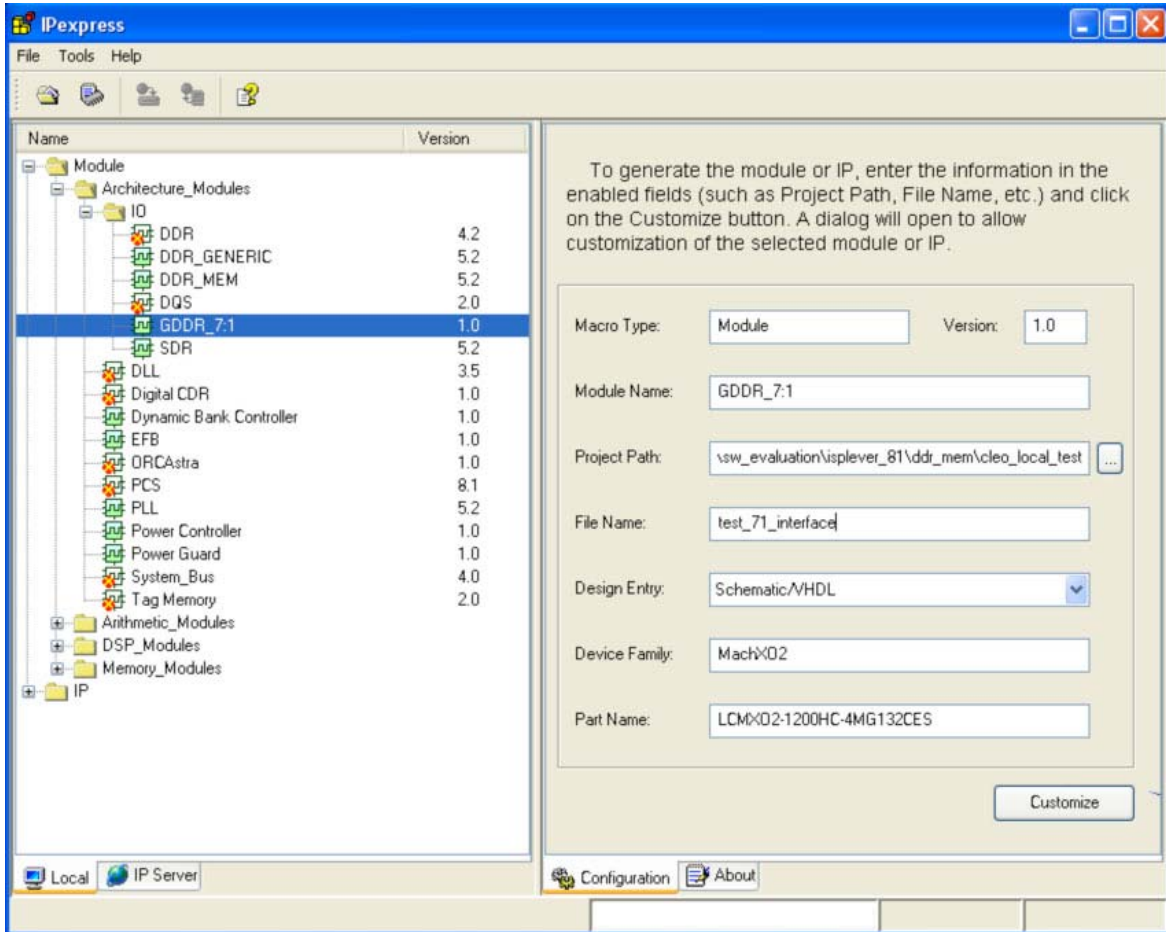 IPexpress
File Tools Help
Name Version
Module
Architecture_Modules
IO
DDR 4.2
DDR_GENERIC 5.2
DDR_MEM 5.2
DQS 2.0
GDDR_7:1 1.0
SDR 5.2
DLL 3.5
Digital CDR 1.0
Dynamic Bank Controller 1.0
EFB 1.0
ORCAstra 1.0
PCS 8.1
PLL 5.2
Power Controller 1.0
Power Guard 1.0
System_Bus 4.0
Tag Memory 2.0
Arithmetic_Modules
DSP_Modules
Memory_Modules
IP
Local IP Server
To generate the module or IP, enter the information in the
enabled fields (such as Project Path, File Name, etc.) and click
on the Customize button. A dialog will open to allow
customization of the selected module or IP.
Macro Type: Module Version: 1.0
Module Name: GDDR_7:1
Project Path: \sw_evaluation\isplever_81\ddr_mem\cleo_local_test ...
File Name: test_71_interface
Design Entry: Schematic/VHDL
Device Family: MachXO2
Part Name: LCMXO2-1200HC-4MG132CES
Customize
Configuration About